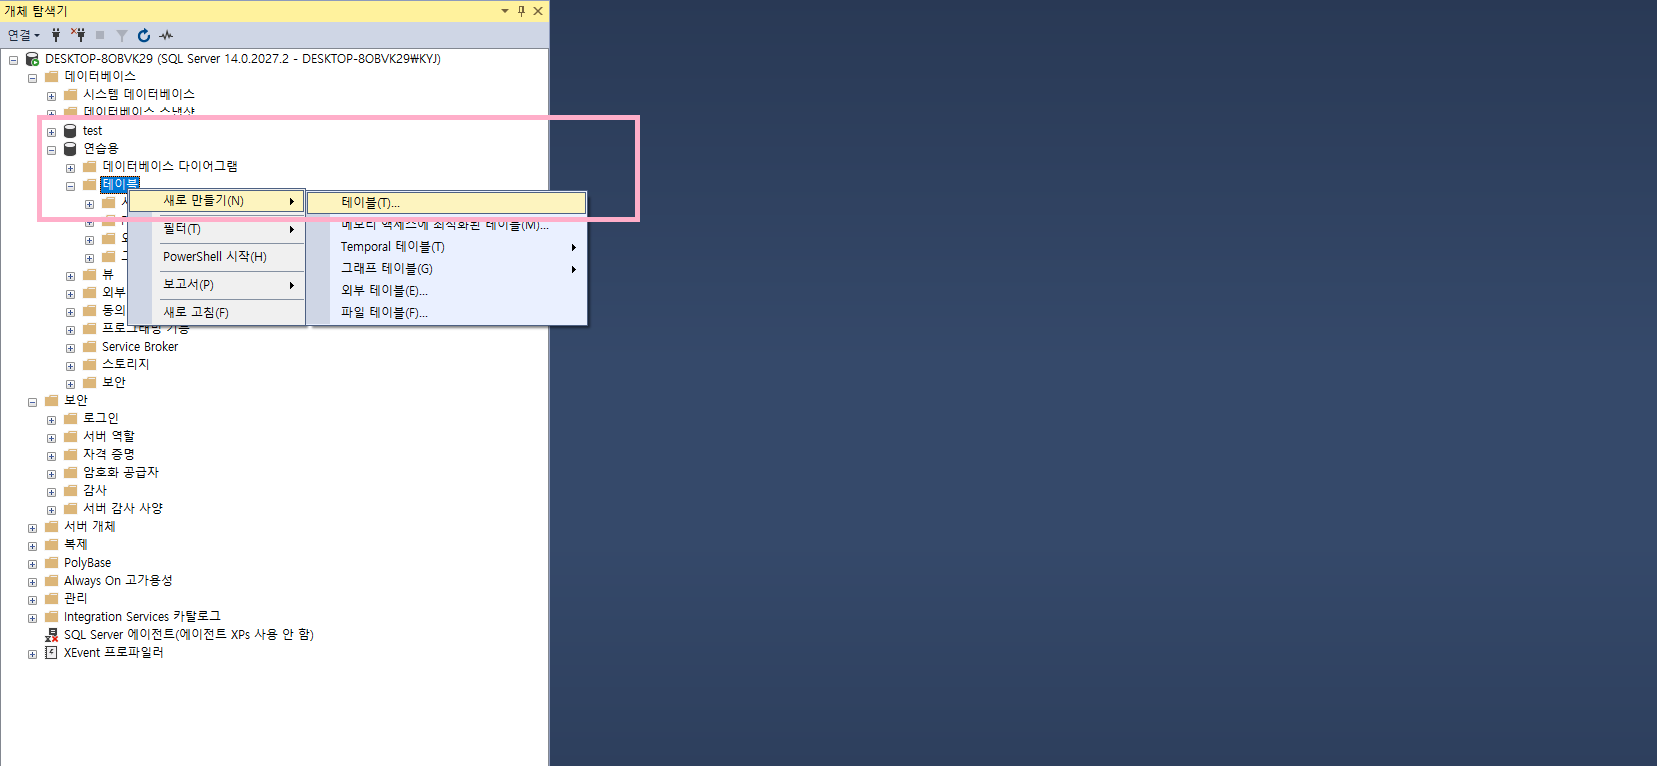 개체 탐색기
연결
DESKTOP-8OBVK29 (SQL Server 14.0.2027.2 - DESKTOP-8OBVK29₩KYJ)
데이터베이스
시스템 데이터베이스
데이터베이스 스냅샷
test
연습용
데이터베이스 다이어그램
테이블
새로 만들기(N)
테이블(T)...
메모리 액세스에 최적화된 테이블(M)...
필터(T)
Temporal 테이블(T)
PowerShell 시작(H)
그래프 테이블(G)
뷰
보고서(P)
외부 테이블(E)...
외부
새로 고침(F)
파일 테이블(F)...
동의
프로그래밍 기능
Service Broker
스토리지
보안
보안
로그인
서버 역할
자격 증명
암호화 공급자
감사
서버 감사 사양
서버 개체
복제
PolyBase
Always On 고가용성
관리
Integration Services 카탈로그
SQL Server 에이전트(에이전트 XPs 사용 안 함)
XEvent 프로파일러